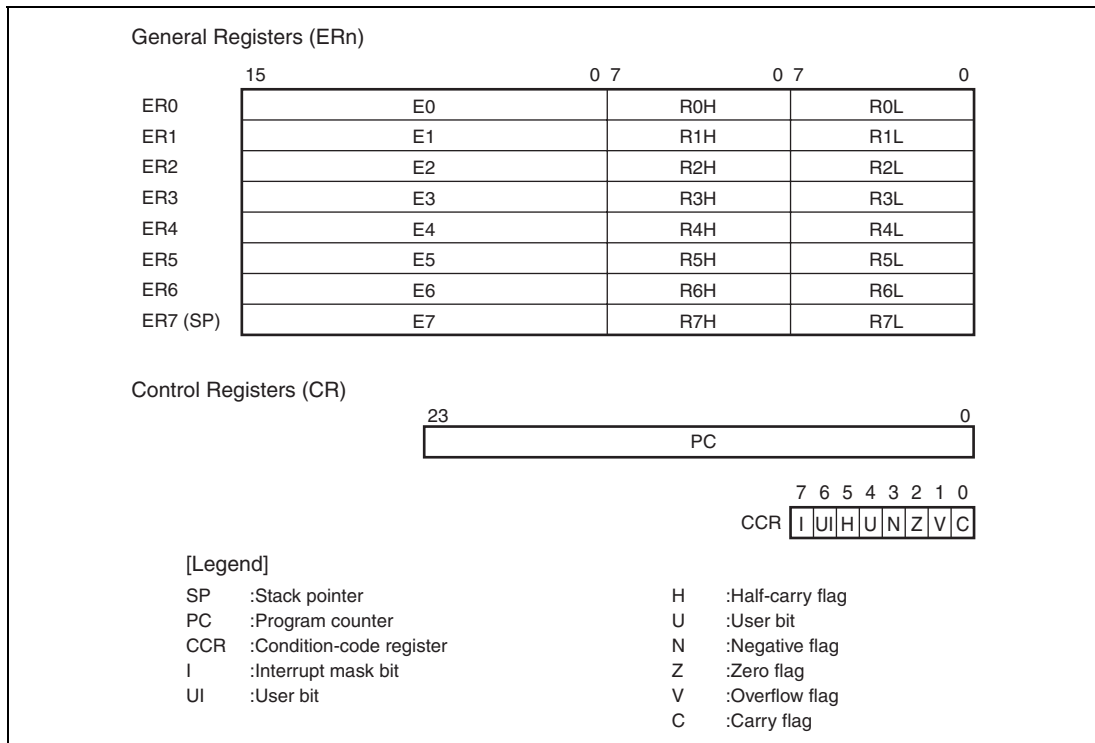 General Registers (ERn)
15 0 7 0 7 0
ER0 E0 R0H R0L
ER1 E1 R1H R1L
ER2 E2 R2H R2L
ER3 E3 R3H R3L
ER4 E4 R4H R4L
ER5 E5 R5H R5L
ER6 E6 R6H R6L
ER7 (SP) E7 R7H R7L
Control Registers (CR)
23 0
PC
7 6 5 4 3 2 1 0
CCR I UI H U N Z V C
[Legend]
SP :Stack pointer
PC :Program counter
CCR :Condition-code register
I :Interrupt mask bit
UI :User bit
H :Half-carry flag
U :User bit
N :Negative flag
Z :Zero flag
V :Overflow flag
C :Carry flag